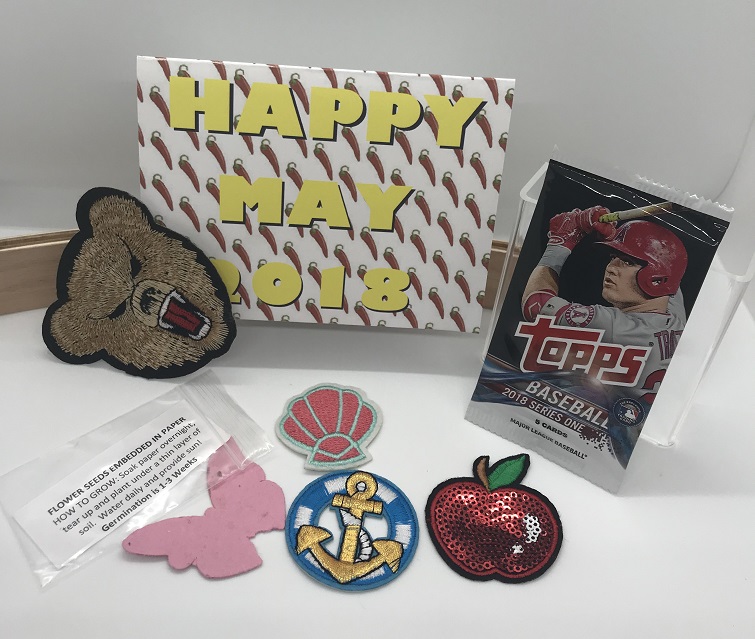 HAPPY
MAY
2018
topps
BASEBALL
2018 SERIES ONE
5 CARDS
MAJOR LEAGUE BASEBALL
FLOWER SEEDS EMBEDDED IN PAPER
HOW TO GROW: Soak paper overnight,
tear up and plant under a thin layer of
soil. Water daily and provide sun!
Germination is 1-3 Weeks